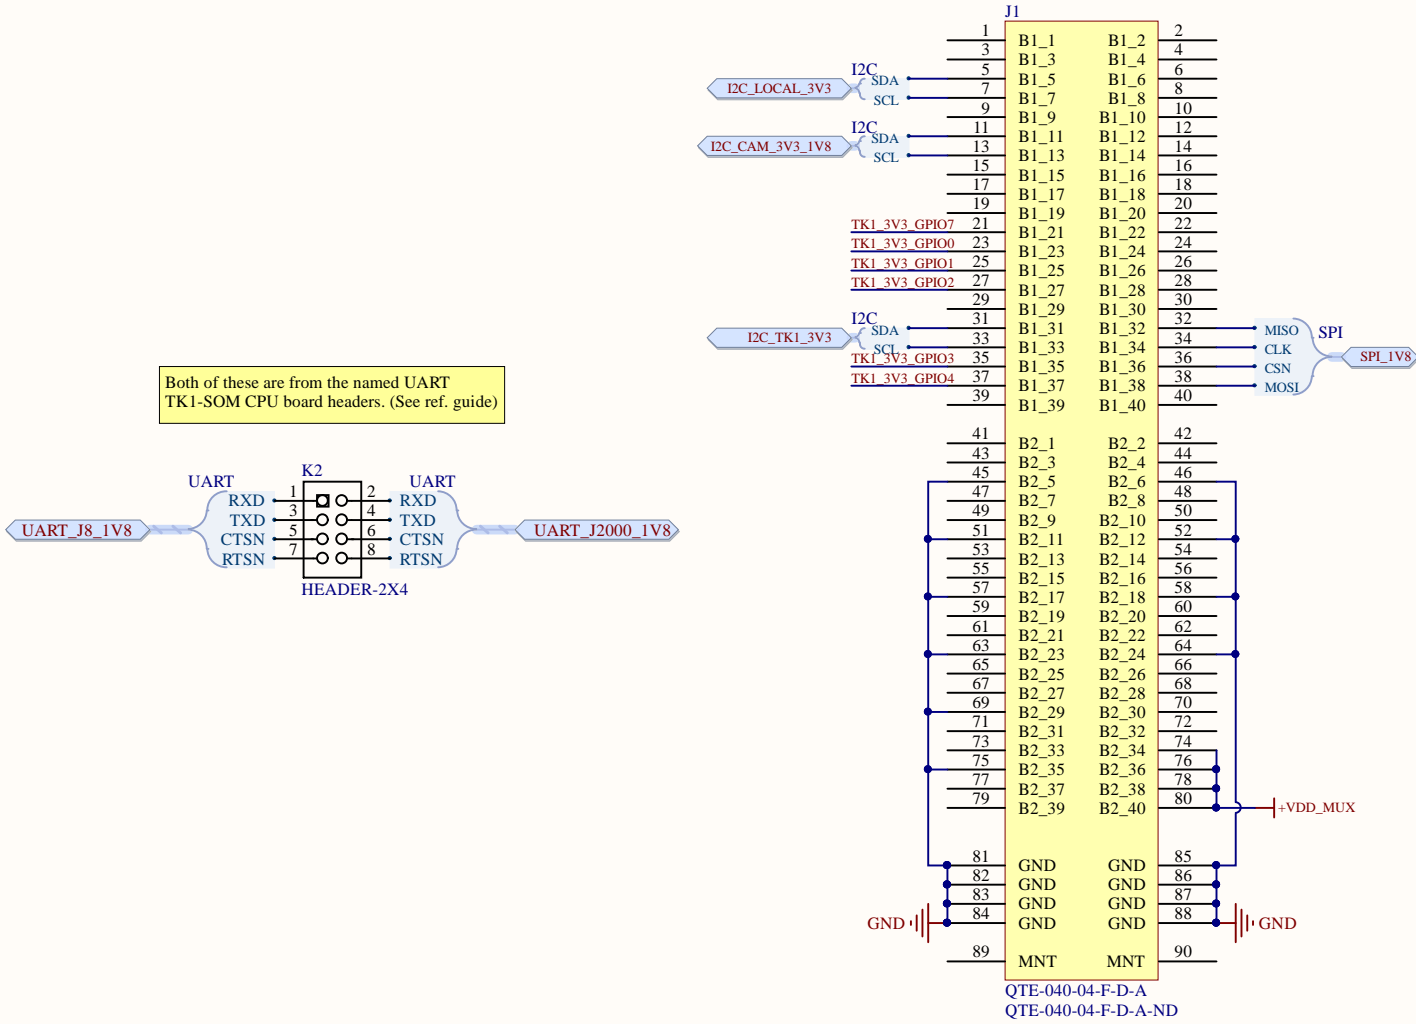 J1
1 B1_1 B1_2 2
3 B1_3 B1_4 4
I2C
I2C_LOCAL_3V3 SDA 5 B1_5 B1_6 6
SCL 7 B1_7 B1_8 8
9 B1_9 B1_10 10
I2C
I2C_CAM_3V3_1V8 SDA 11 B1_11 B1_12 12
SCL 13 B1_13 B1_14 14
15 B1_15 B1_16 16
17 B1_17 B1_18 18
19 B1_19 B1_20 20
TK1_3V3_GPIO7 21 B1_21 B1_22 22
TK1_3V3_GPIO0 23 B1_23 B1_24 24
TK1_3V3_GPIO1 25 B1_25 B1_26 26
TK1_3V3_GPIO2 27 B1_27 B1_28 28
29 B1_29 B1_30 30
I2C
I2C_TK1_3V3 SDA 31 B1_31 B1_32 32 MISO SPI
SCL 33 B1_33 B1_34 34 CLK
TK1_3V3_GPIO3 35 B1_35 B1_36 36 CSN SPI_1V8
TK1_3V3_GPIO4 37 B1_37 B1_38 38 MOSI
39 B1_39 B1_40 40
41 B2_1 B2_2 42
43 B2_3 B2_4 44
45 B2_5 B2_6 46
47 B2_7 B2_8 48
49 B2_9 B2_10 50
51 B2_11 B2_12 52
53 B2_13 B2_14 54
55 B2_15 B2_16 56
57 B2_17 B2_18 58
59 B2_19 B2_20 60
61 B2_21 B2_22 62
63 B2_23 B2_24 64
65 B2_25 B2_26 66
67 B2_27 B2_28 68
69 B2_29 B2_30 70
71 B2_31 B2_32 72
73 B2_33 B2_34 74
75 B2_35 B2_36 76
77 B2_37 B2_38 78
79 B2_39 B2_40 80 +VDD_MUX
81 GND GND 85
82 GND GND 86
83 GND GND 87
GND 84 GND GND 88 GND
89 MNT MNT 90
QTE-040-04-F-D-A
QTE-040-04-F-D-A-ND
Both of these are from the named UART
TK1-SOM CPU board headers. (See ref. guide)
K2
UART UART
RXD 1 2 RXD
TXD 3 4 TXD
UART_J8_1V8 UART_J2000_1V8
CTSN 5 6 CTSN
RTSN 7 8 RTSN
HEADER-2X4